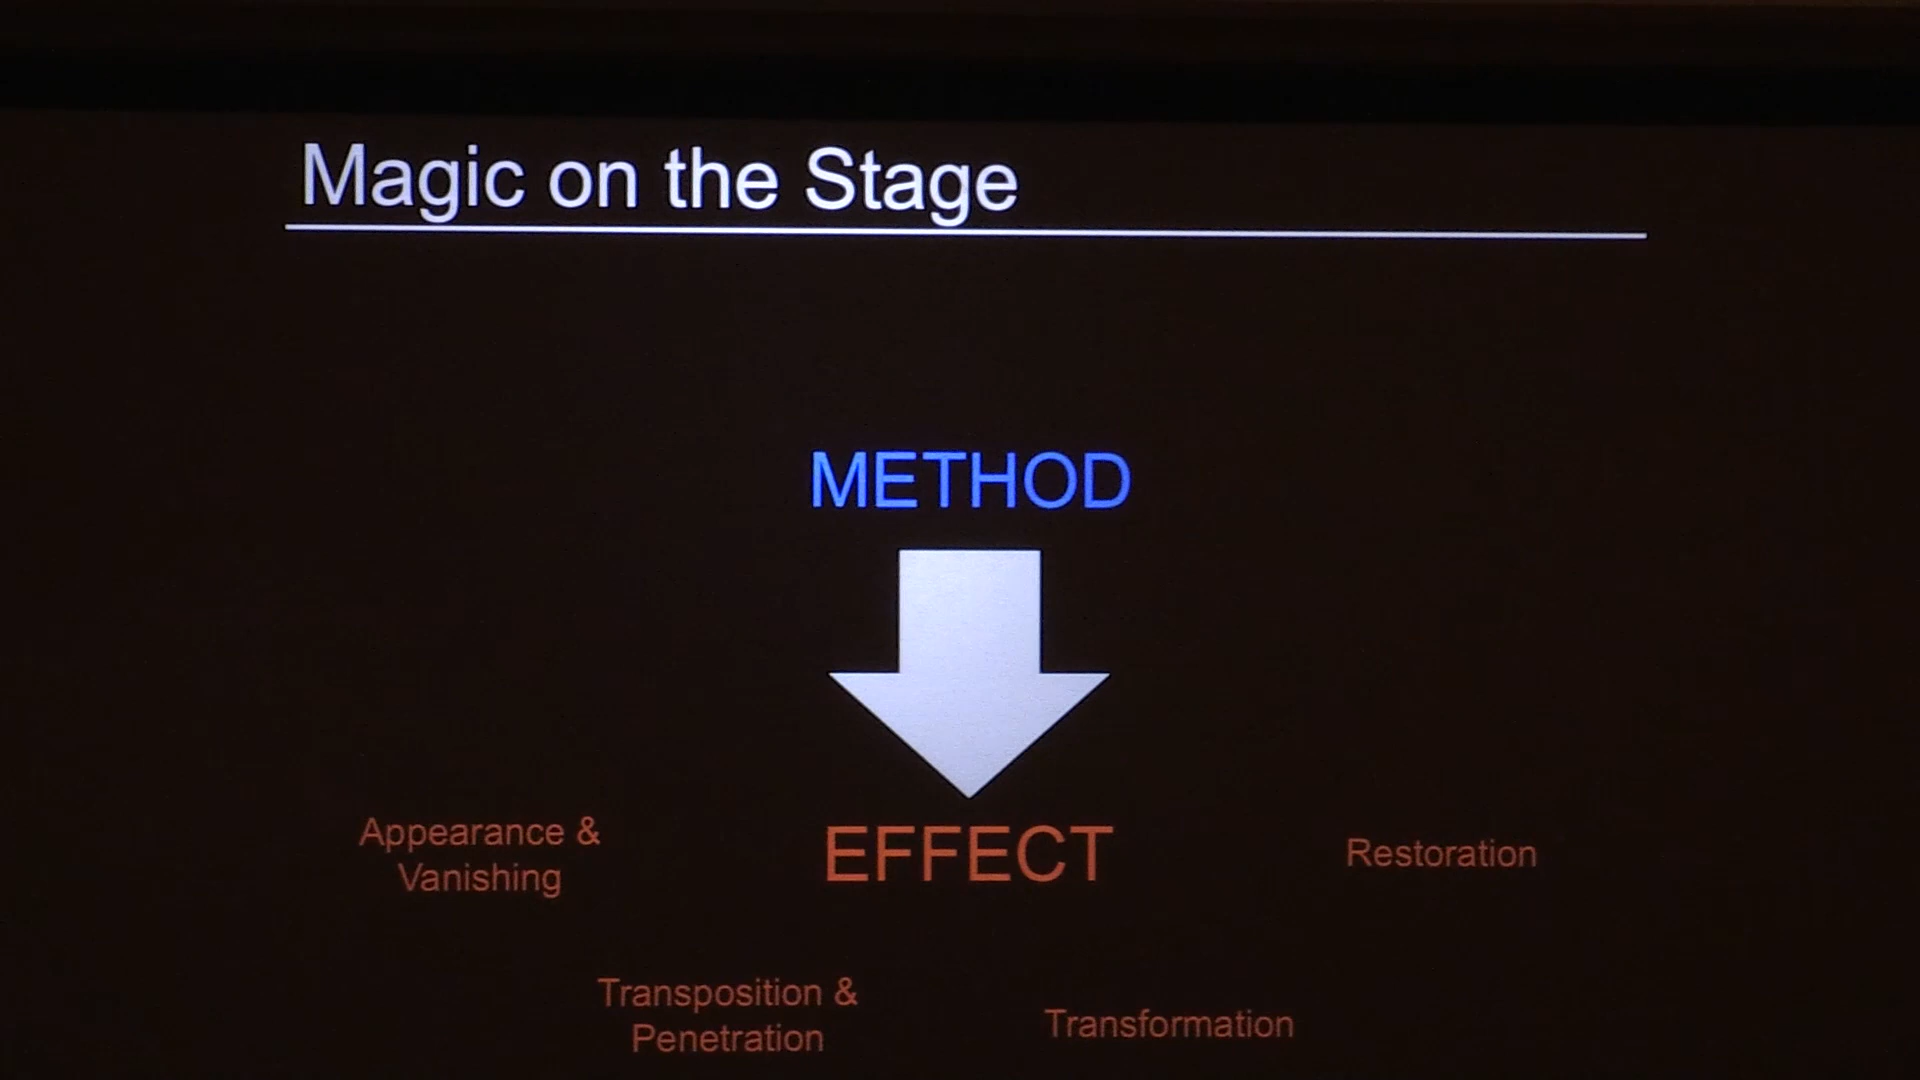 Magic on the Stage
METHOD
EFFECT
Appearance &
Vanishing
Restoration
Transposition &
Penetration
Transformation